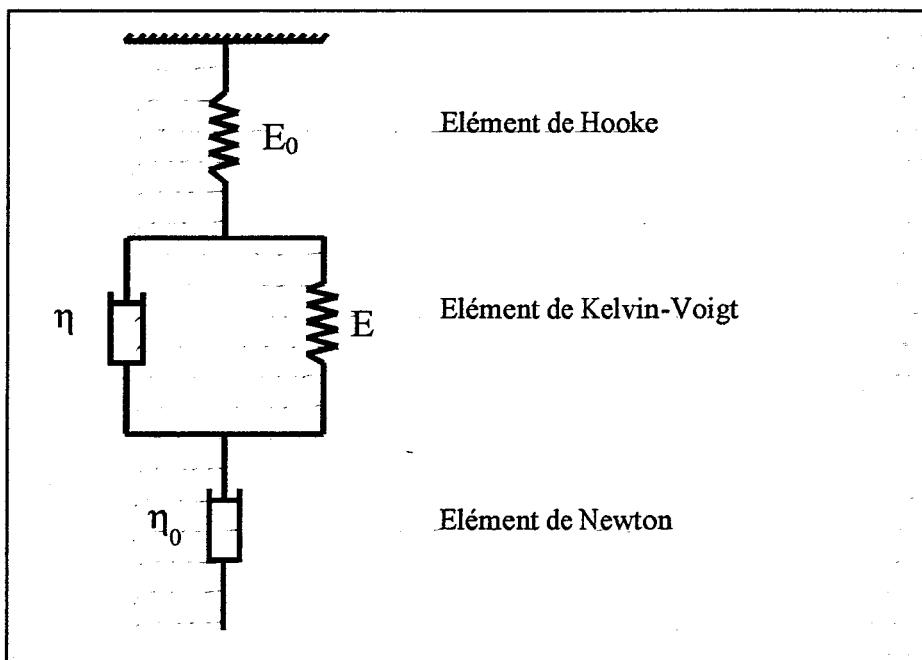 E₀
Elément de Hooke
η
E
Elément de Kelvin-Voigt
η₀
Elément de Newton